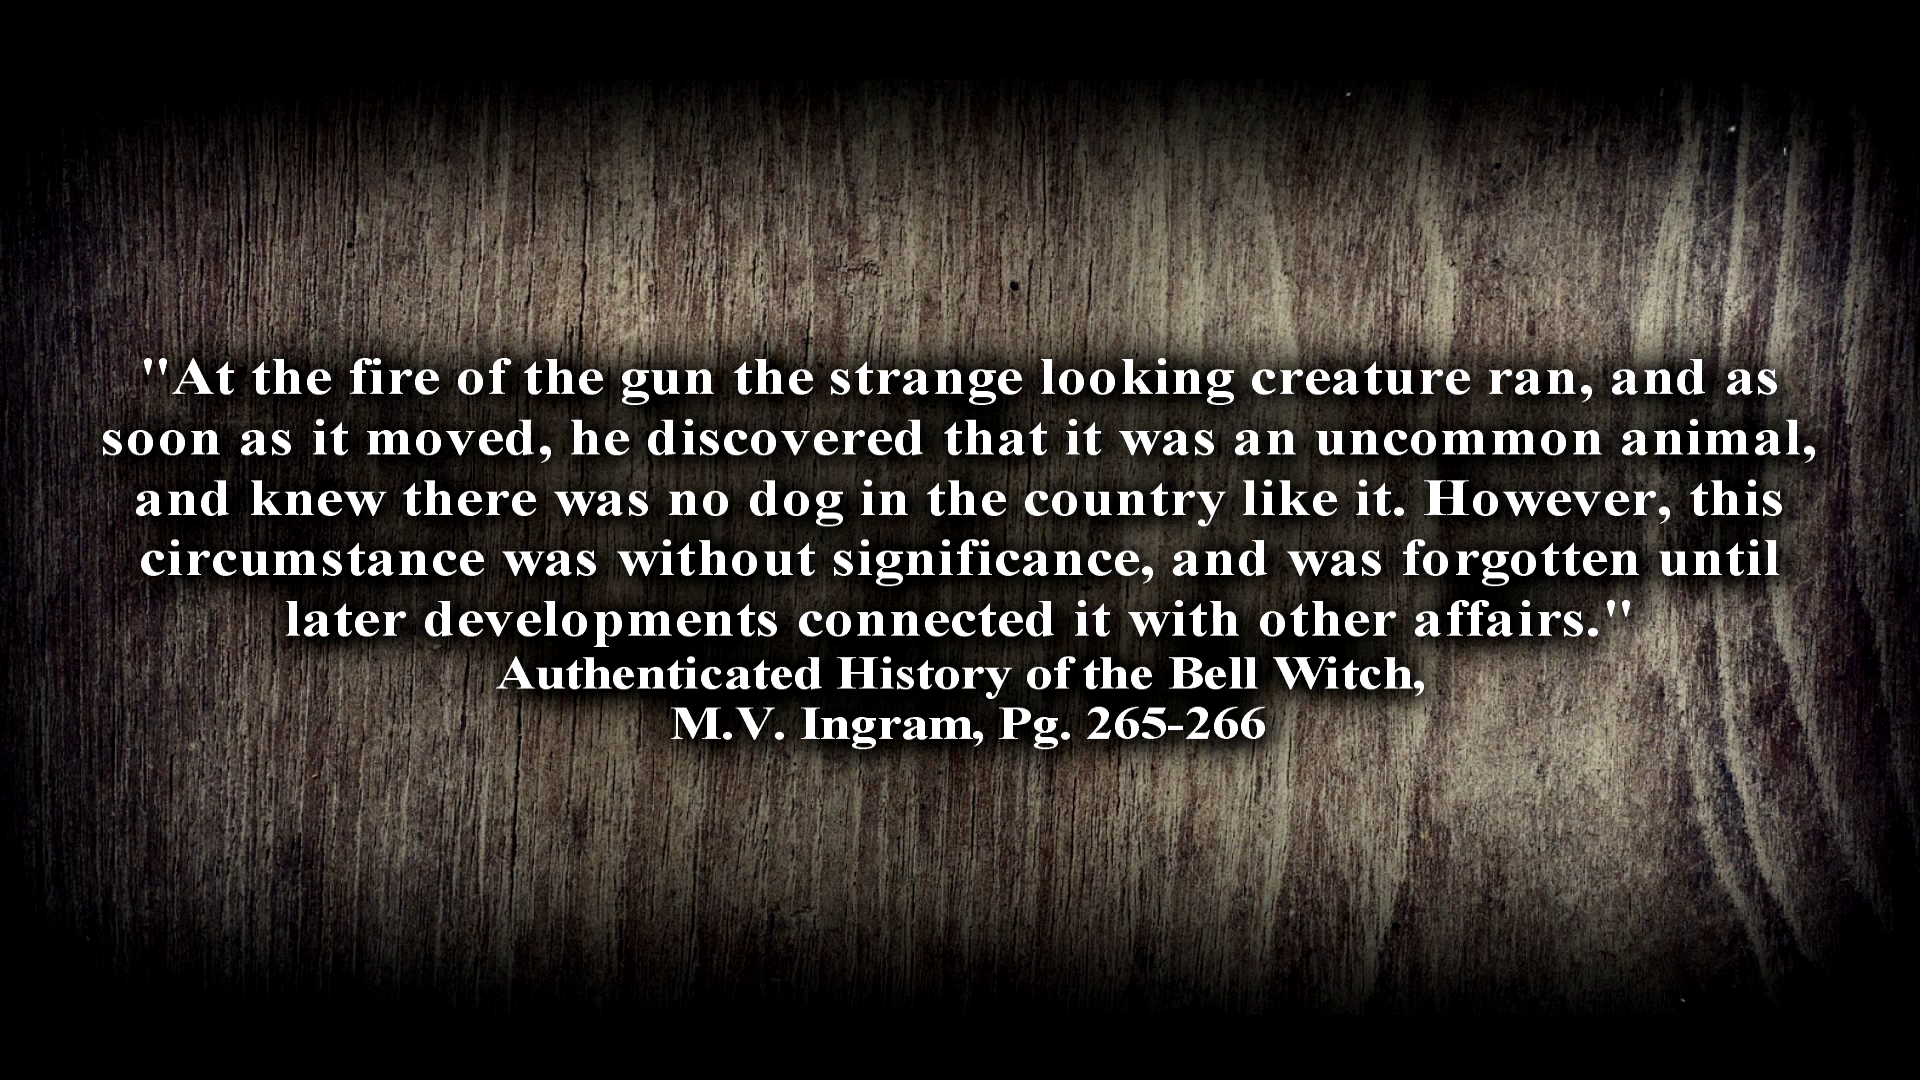 "At the fire of the gun the strange looking creature ran, and as
soon as it moved, he discovered that it was an uncommon animal,
and knew there was no dog in the country like it. However, this
circumstance was without significance, and was forgotten until
later developments connected it with other affairs."
Authenticated History of the Bell Witch,
M.V. Ingram, Pg. 265-266